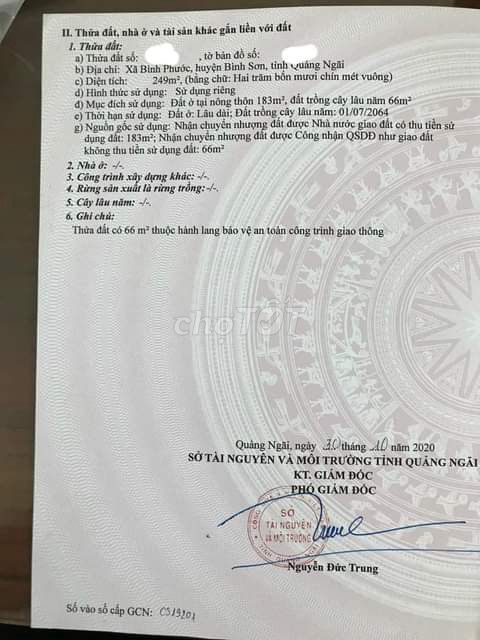 II. Thửa đất, nhà ở và tài sản khác gắn liền với đất
1. Thửa đất:
a) Thửa đất số: , tờ bản đồ số:
b) Địa chỉ: Xã Bình Phước, huyện Bình Sơn, tỉnh Quảng Ngãi
c) Diện tích: 249m², (bằng chữ: Hai trăm bốn mươi chín mét vuông)
d) Hình thức sử dụng: Sử dụng riêng
đ) Mục đích sử dụng: Đất ở tại nông thôn 183m², đất trồng cây lâu năm 66m²
e) Thời hạn sử dụng: Đất ở: Lâu dài; Đất trồng cây lâu năm: 01/07/2064
g) Nguồn gốc sử dụng: Nhận chuyển nhượng đất được Nhà nước giao đất có thu tiền sử
dụng đất: 183m²; Nhận chuyển nhượng đất được Công nhận QSDĐ như giao đất
không thu tiền sử dụng đất: 66m²
2. Nhà ở: -/-.
3. Công trình xây dựng khác: -/-.
4. Rừng sản xuất là rừng trồng:-/-.
5. Cây lâu năm: -/-.
6. Ghi chú:
Thửa đất có 66 m² thuộc hành lang bảo vệ an toàn công trình giao thông
chợTỐT
Quảng Ngãi, ngày 30 tháng 10 năm 2020
SỞ TÀI NGUYÊN VÀ MÔI TRƯỜNG TỈNH QUẢNG NGÃI
KT. GIÁM ĐỐC
PHÓ GIÁM ĐỐC
SỞ
TÀI NGUYÊN
VÀ MÔI TRƯỜNG
TỈNH QUẢNG NGÃI
Nguyễn Đức Trung
Số vào sổ cấp GCN: CS19201